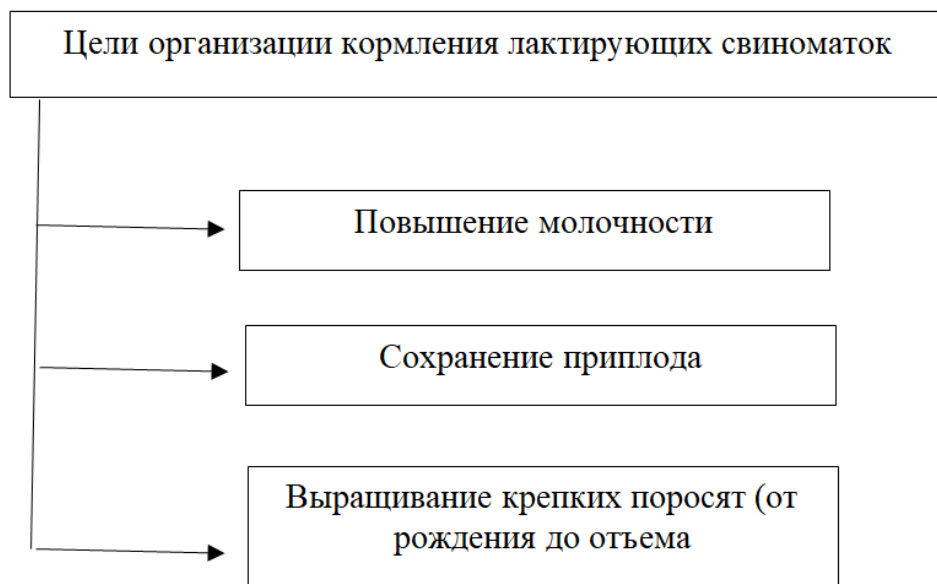 Цели организации кормления лактирующих свиноматок
Повышение молочности
Сохранение приплода
Выращивание крепких поросят (от
рождения до отъема